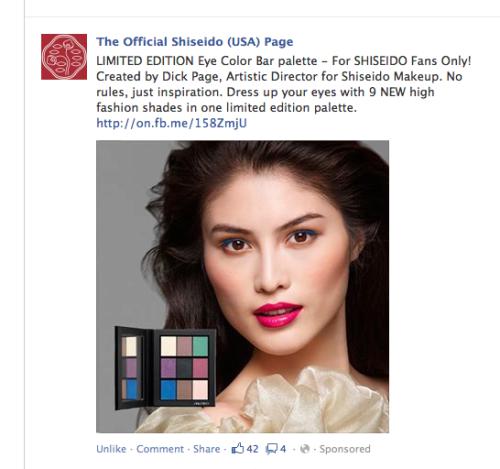 The Official Shiseido (USA) Page
LIMITED EDITION Eye Color Bar palette – For SHISEIDO Fans Only!
Created by Dick Page, Artistic Director for Shiseido Makeup. No
rules, just inspiration. Dress up your eyes with 9 NEW high
fashion shades in one limited edition palette.
http://on.fb.me/158ZmjU
Unlike · Comment · Share · 42 4 · · Sponsored